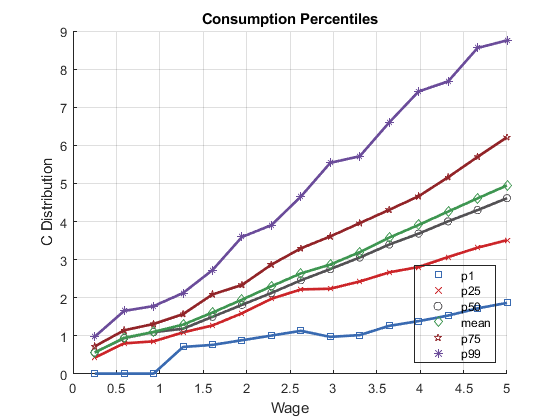 Consumption Percentiles
C Distribution
9
8
7
6
5
4
3
2
1
0
p1
p25
p50
mean
p75
p99
0 0.5 1 1.5 2 2.5 3 3.5 4 4.5 5
Wage